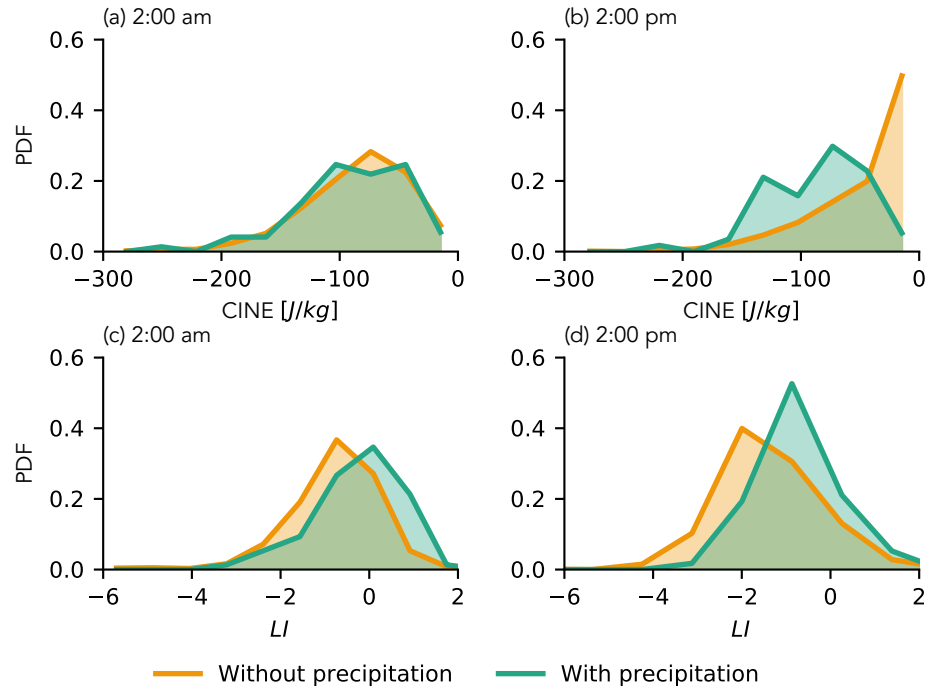 (a) 2:00 am
(b) 2:00 pm
PDF
0.6
0.4
0.2
0.0
−300
−200
−100
0
CINE [J/kg]
0.6
0.4
0.2
0.0
−300
−200
−100
0
CINE [J/kg]
(c) 2:00 am
(d) 2:00 pm
PDF
0.6
0.4
0.2
0.0
−6
−4
−2
0
2
LI
0.6
0.4
0.2
0.0
−6
−4
−2
0
2
LI
Without precipitation
With precipitation